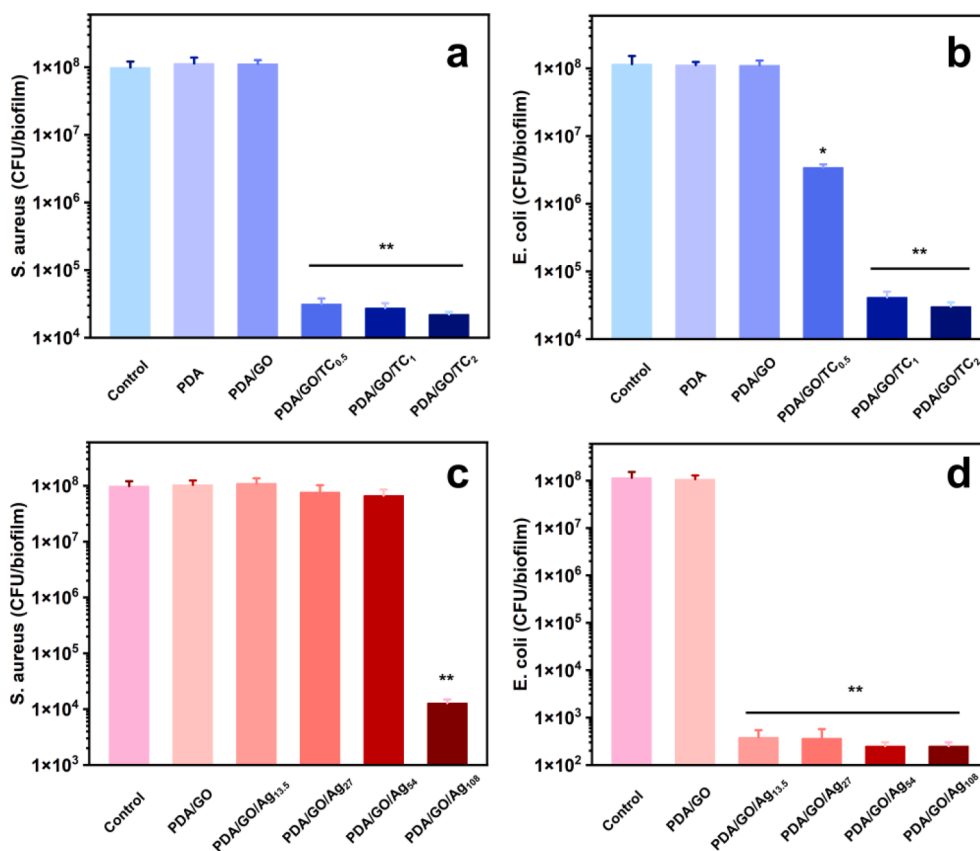 a
S. aureus (CFU/biofilm)
1×10⁸
1×10⁷
1×10⁶
1×10⁵
1×10⁴
**
Control
PDA
PDA/GO
PDA/GO/TC₀.₅
PDA/GO/TC₁
PDA/GO/TC₂
b
E. coli (CFU/biofilm)
1×10⁸
1×10⁷
1×10⁶
1×10⁵
1×10⁴
*
**
Control
PDA
PDA/GO
PDA/GO/TC₀.₅
PDA/GO/TC₁
PDA/GO/TC₂
c
S. aureus (CFU/biofilm)
1×10⁸
1×10⁷
1×10⁶
1×10⁵
1×10⁴
1×10³
**
Control
PDA/GO
PDA/GO/Ag₁₃.₅
PDA/GO/Ag₂₇
PDA/GO/Ag₅₄
PDA/GO/Ag₁₀₈
d
E. coli (CFU/biofilm)
1×10⁸
1×10⁷
1×10⁶
1×10⁵
1×10⁴
1×10³
1×10²
**
Control
PDA/GO
PDA/GO/Ag₁₃.₅
PDA/GO/Ag₂₇
PDA/GO/Ag₅₄
PDA/GO/Ag₁₀₈